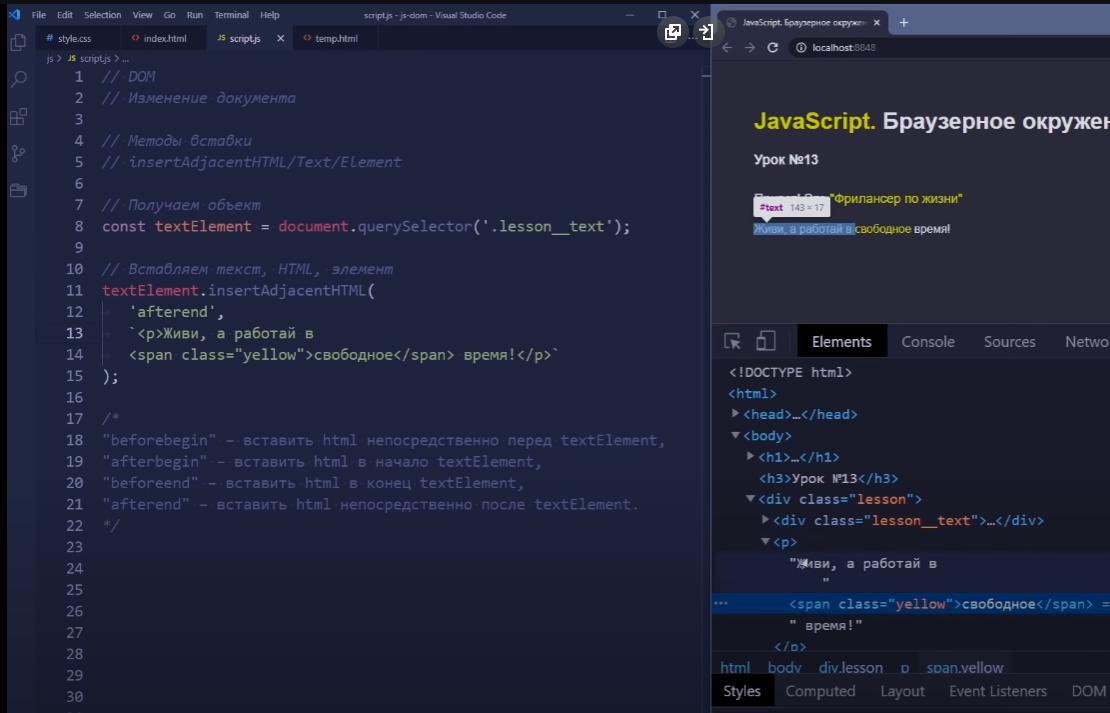 File Edit Selection View Go Run Terminal Help script.js - js-dom - Visual Studio Code
# style.css <> index.html JS script.js <> temp.html
js > JS script.js > ...
1 // DOM
2 // Изменение документа
3
4 // Методы вставки
5 // insertAdjacentHTML/Text/Element
6
7 // Получаем объект
8 const textElement = document.querySelector('.lesson__text');
9
10 // Вставляем текст, HTML, элемент
11 textElement.insertAdjacentHTML(
12 'afterend',
13 `<p>Живи, а работай в
14 <span class="yellow">свободное</span> время!</p>`
15 );
16
17 /*
18 "beforebegin" – вставить html непосредственно перед textElement,
19 "afterbegin" – вставить html в начало textElement,
20 "beforeend" – вставить html в конец textElement,
21 "afterend" – вставить html непосредственно после textElement.
22 */
23
24
25
26
27
28
29
30
JavaScript. Браузерное окружен
localhost:8848
JavaScript. Браузерное окружен
Урок №13
"Фрилансер по жизни"
#text 143 × 17
Живи, а работай в свободное время!
Elements Console Sources Netwo
<!DOCTYPE html>
<html>
<head>…</head>
<body>
<h1>…</h1>
<h3>Урок №13</h3>
<div class="lesson">
<div class="lesson__text">…</div>
<p>
"Живи, а работай в
"
<span class="yellow">свободное</span> =
" время!"
</p>
html body div.lesson p span.yellow
Styles Computed Layout Event Listeners DOM